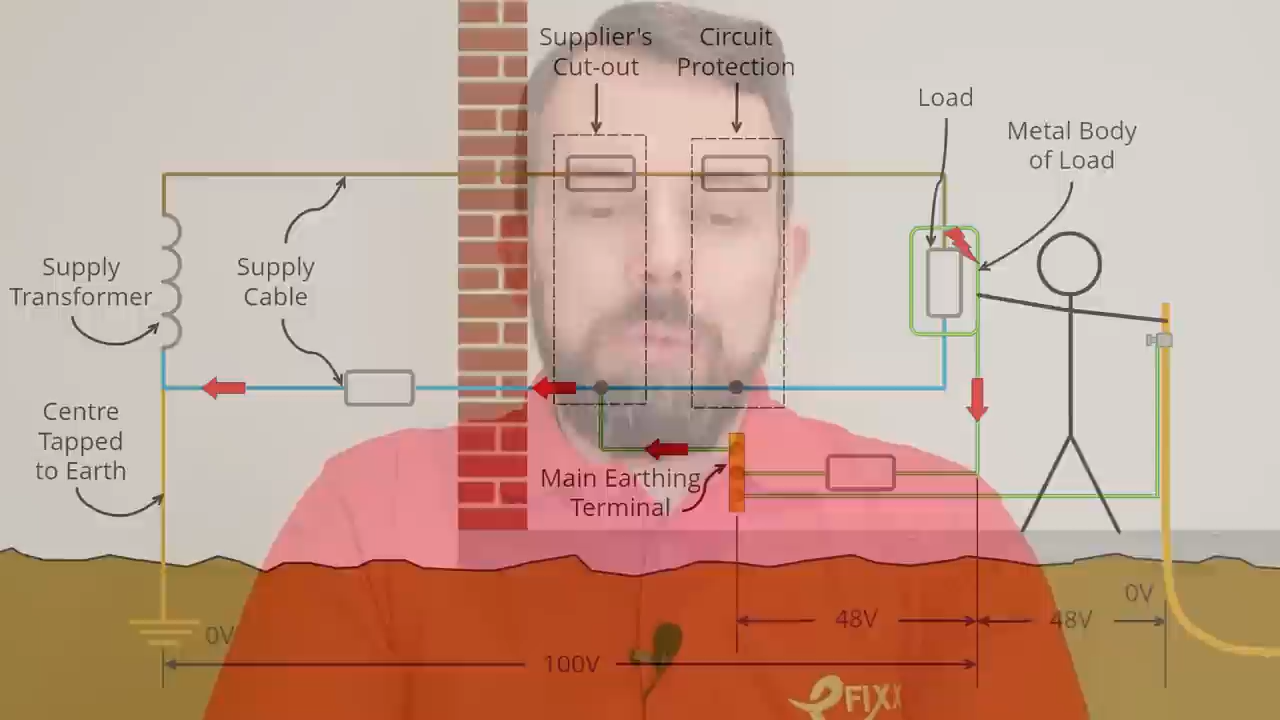 Supplier's
Cut-out
Circuit
Protection
Load
Metal Body
of Load
Supply
Transformer
Supply
Cable
Centre
Tapped
to Earth
Main Earthing
Terminal
0V
0V
48V
48V
100V
eFIXX